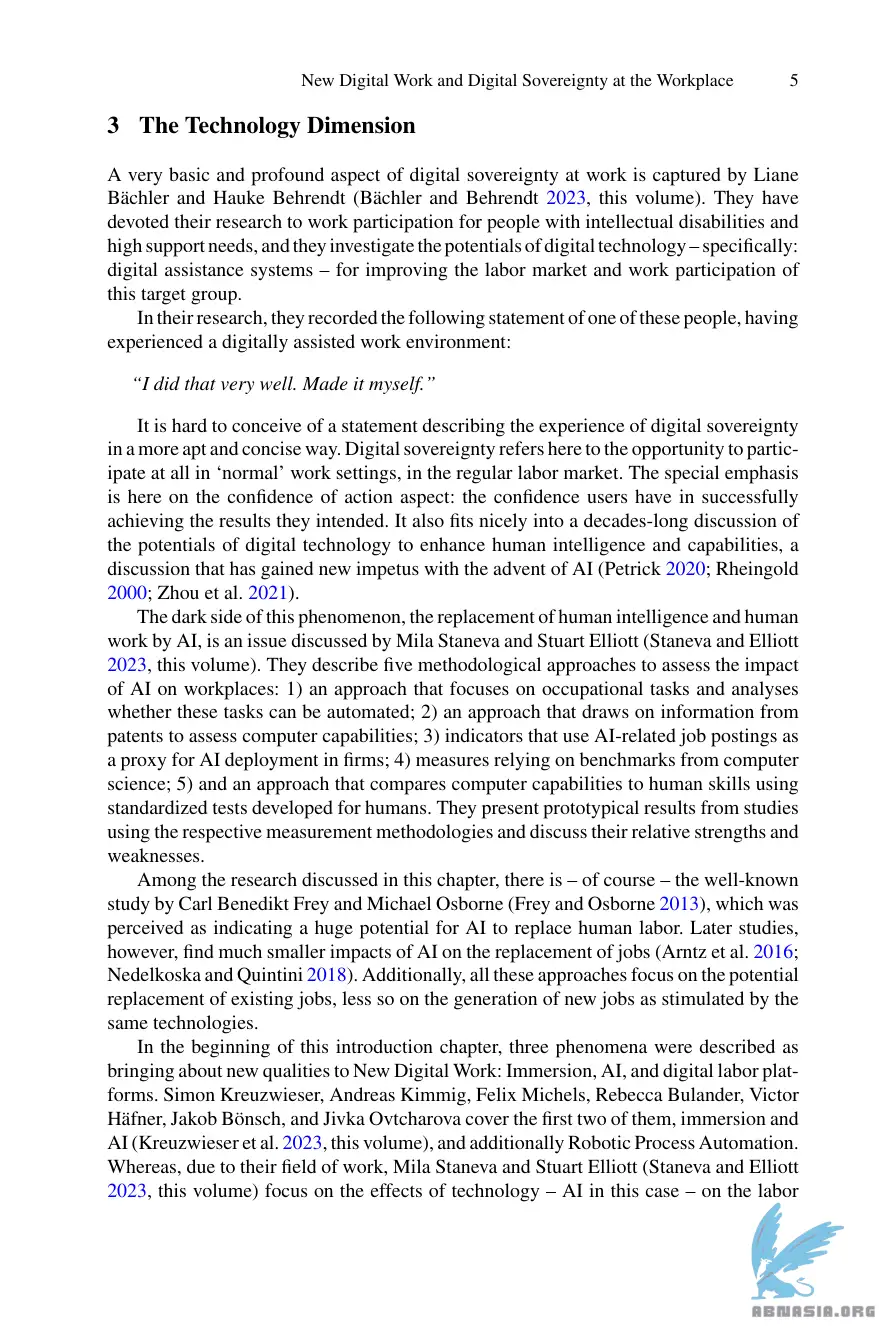 New Digital Work and Digital Sovereignty at the Workplace 5
3 The Technology Dimension
A very basic and profound aspect of digital sovereignty at work is captured by Liane
Bächler and Hauke Behrendt (Bächler and Behrendt 2023, this volume). They have
devoted their research to work participation for people with intellectual disabilities and
high support needs, and they investigate the potentials of digital technology – specifically:
digital assistance systems – for improving the labor market and work participation of
this target group.
In their research, they recorded the following statement of one of these people, having
experienced a digitally assisted work environment:
“I did that very well. Made it myself.”
It is hard to conceive of a statement describing the experience of digital sovereignty
in a more apt and concise way. Digital sovereignty refers here to the opportunity to partic-
ipate at all in ‘normal’ work settings, in the regular labor market. The special emphasis
is here on the confidence of action aspect: the confidence users have in successfully
achieving the results they intended. It also fits nicely into a decades-long discussion of
the potentials of digital technology to enhance human intelligence and capabilities, a
discussion that has gained new impetus with the advent of AI (Petrick 2020; Rheingold
2000; Zhou et al. 2021).
The dark side of this phenomenon, the replacement of human intelligence and human
work by AI, is an issue discussed by Mila Staneva and Stuart Elliott (Staneva and Elliott
2023, this volume). They describe five methodological approaches to assess the impact
of AI on workplaces: 1) an approach that focuses on occupational tasks and analyses
whether these tasks can be automated; 2) an approach that draws on information from
patents to assess computer capabilities; 3) indicators that use AI-related job postings as
a proxy for AI deployment in firms; 4) measures relying on benchmarks from computer
science; 5) and an approach that compares computer capabilities to human skills using
standardized tests developed for humans. They present prototypical results from studies
using the respective measurement methodologies and discuss their relative strengths and
weaknesses.
Among the research discussed in this chapter, there is – of course – the well-known
study by Carl Benedikt Frey and Michael Osborne (Frey and Osborne 2013), which was
perceived as indicating a huge potential for AI to replace human labor. Later studies,
however, find much smaller impacts of AI on the replacement of jobs (Arntz et al. 2016;
Nedelkoska and Quintini 2018). Additionally, all these approaches focus on the potential
replacement of existing jobs, less so on the generation of new jobs as stimulated by the
same technologies.
In the beginning of this introduction chapter, three phenomena were described as
bringing about new qualities to New Digital Work: Immersion, AI, and digital labor plat-
forms. Simon Kreuzwieser, Andreas Kimmig, Felix Michels, Rebecca Bulander, Victor
Häfner, Jakob Bönsch, and Jivka Ovtcharova cover the first two of them, immersion and
AI (Kreuzwieser et al. 2023, this volume), and additionally Robotic Process Automation.
Whereas, due to their field of work, Mila Staneva and Stuart Elliott (Staneva and Elliott
2023, this volume) focus on the effects of technology – AI in this case – on the labor
ABNASIA.ORG